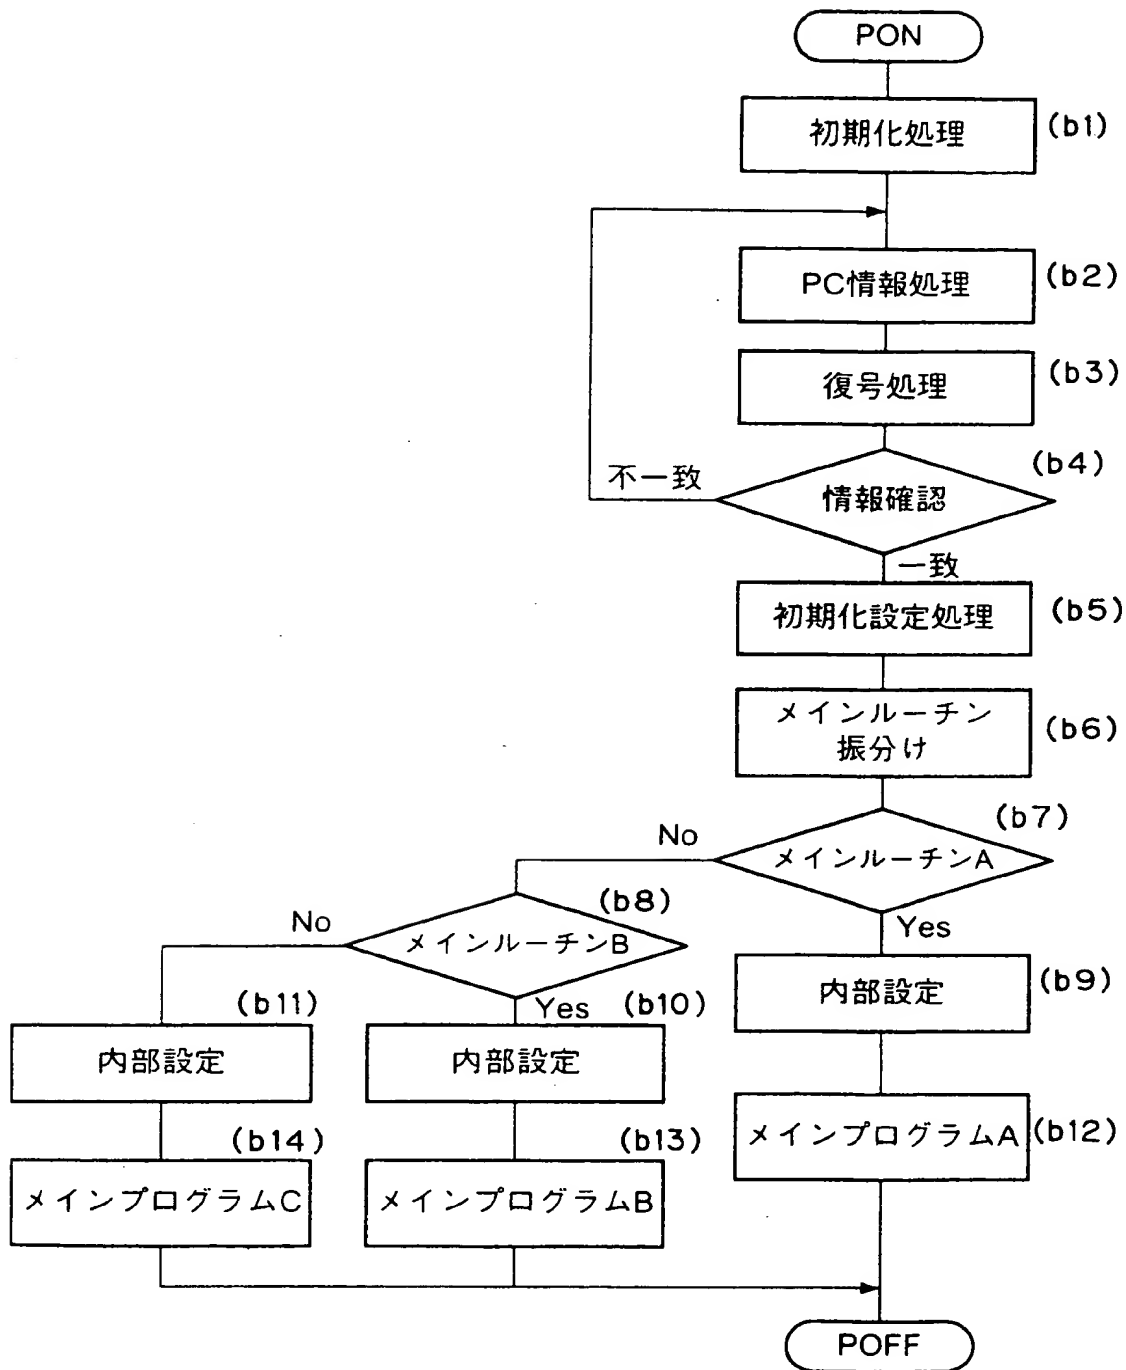 PON
初期化処理
(b1)
PC情報処理
(b2)
復号処理
(b3)
情報確認
(b4)
不一致
一致
初期化設定処理
(b5)
メインルーチン
振分け
(b6)
メインルーチンA
(b7)
No
Yes
メインルーチンB
(b8)
No
Yes
内部設定
(b9)
内部設定
(b10)
内部設定
(b11)
メインプログラムA
(b12)
メインプログラムB
(b13)
メインプログラムC
(b14)
POFF